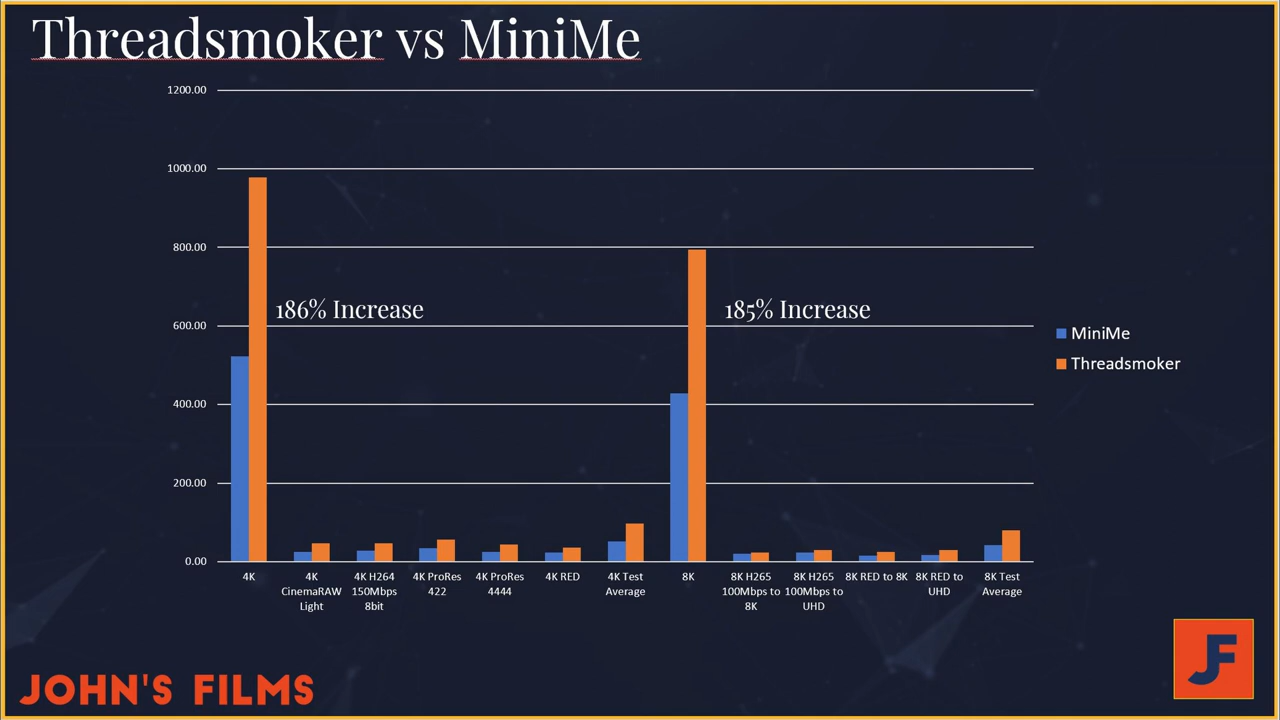 Threadsmoker vs MiniMe
1200.00
1000.00
800.00
600.00
400.00
200.00
0.00
186% Increase
185% Increase
MiniMe
Threadsmoker
4K
4K
CinemaRAW
Light
4K H264
150Mbps
8bit
4K ProRes
422
4K ProRes
4444
4K RED
4K Test
Average
8K
8K H265
100Mbps to
8K
8K H265
100Mbps to
UHD
8K RED to 8K
8K RED to
UHD
8K Test
Average
JOHN'S FILMS
JF